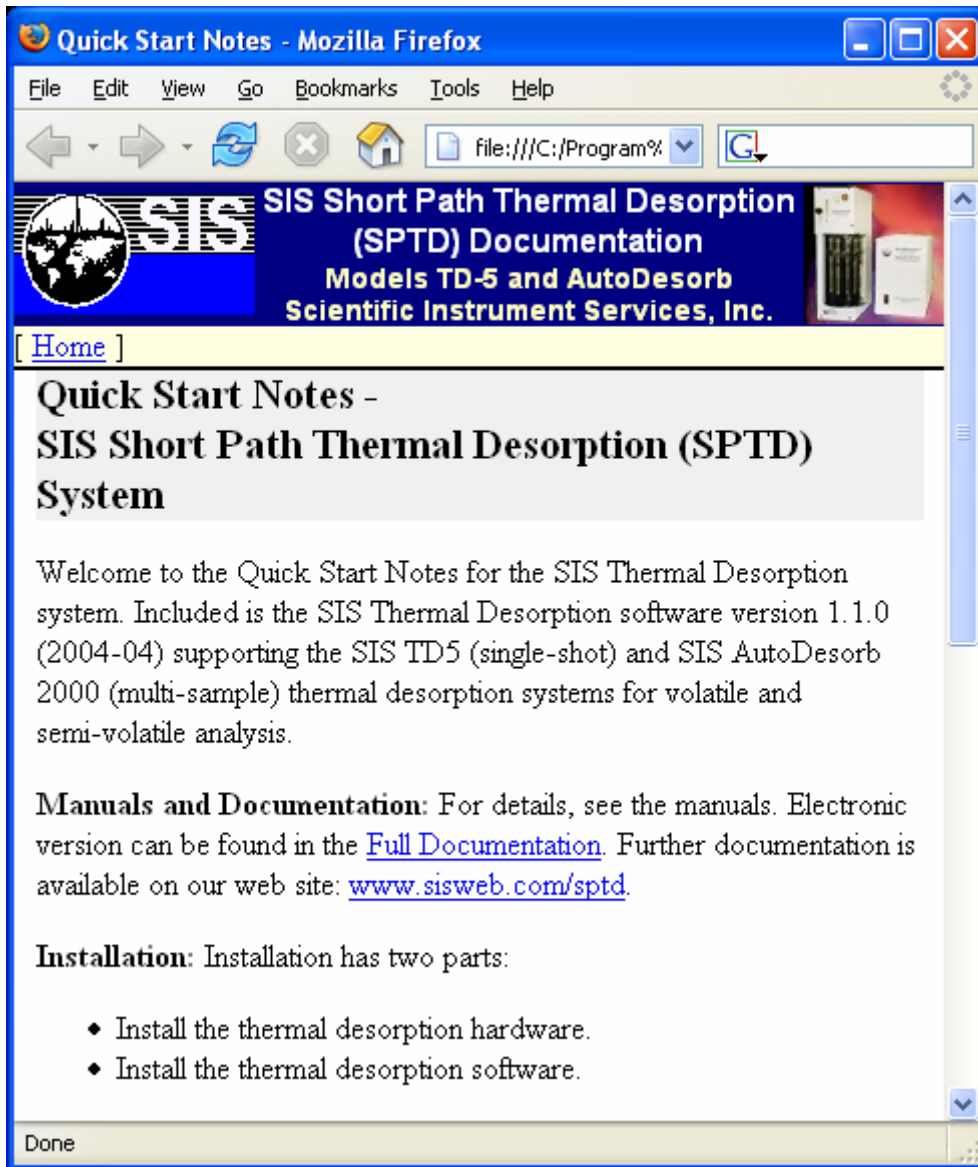 Quick Start Notes - Mozilla Firefox
File Edit View Go Bookmarks Tools Help
file:///C:/Program%
G
SIS
SIS Short Path Thermal Desorption
(SPTD) Documentation
Models TD-5 and AutoDesorb
Scientific Instrument Services, Inc.
[ Home ]
Quick Start Notes -
SIS Short Path Thermal Desorption (SPTD)
System
Welcome to the Quick Start Notes for the SIS Thermal Desorption
system. Included is the SIS Thermal Desorption software version 1.1.0
(2004-04) supporting the SIS TD5 (single-shot) and SIS AutoDesorb
2000 (multi-sample) thermal desorption systems for volatile and
semi-volatile analysis.
Manuals and Documentation: For details, see the manuals. Electronic
version can be found in the Full Documentation. Further documentation is
available on our web site: www.sisweb.com/sptd.
Installation: Installation has two parts:
• Install the thermal desorption hardware.
• Install the thermal desorption software.
Done